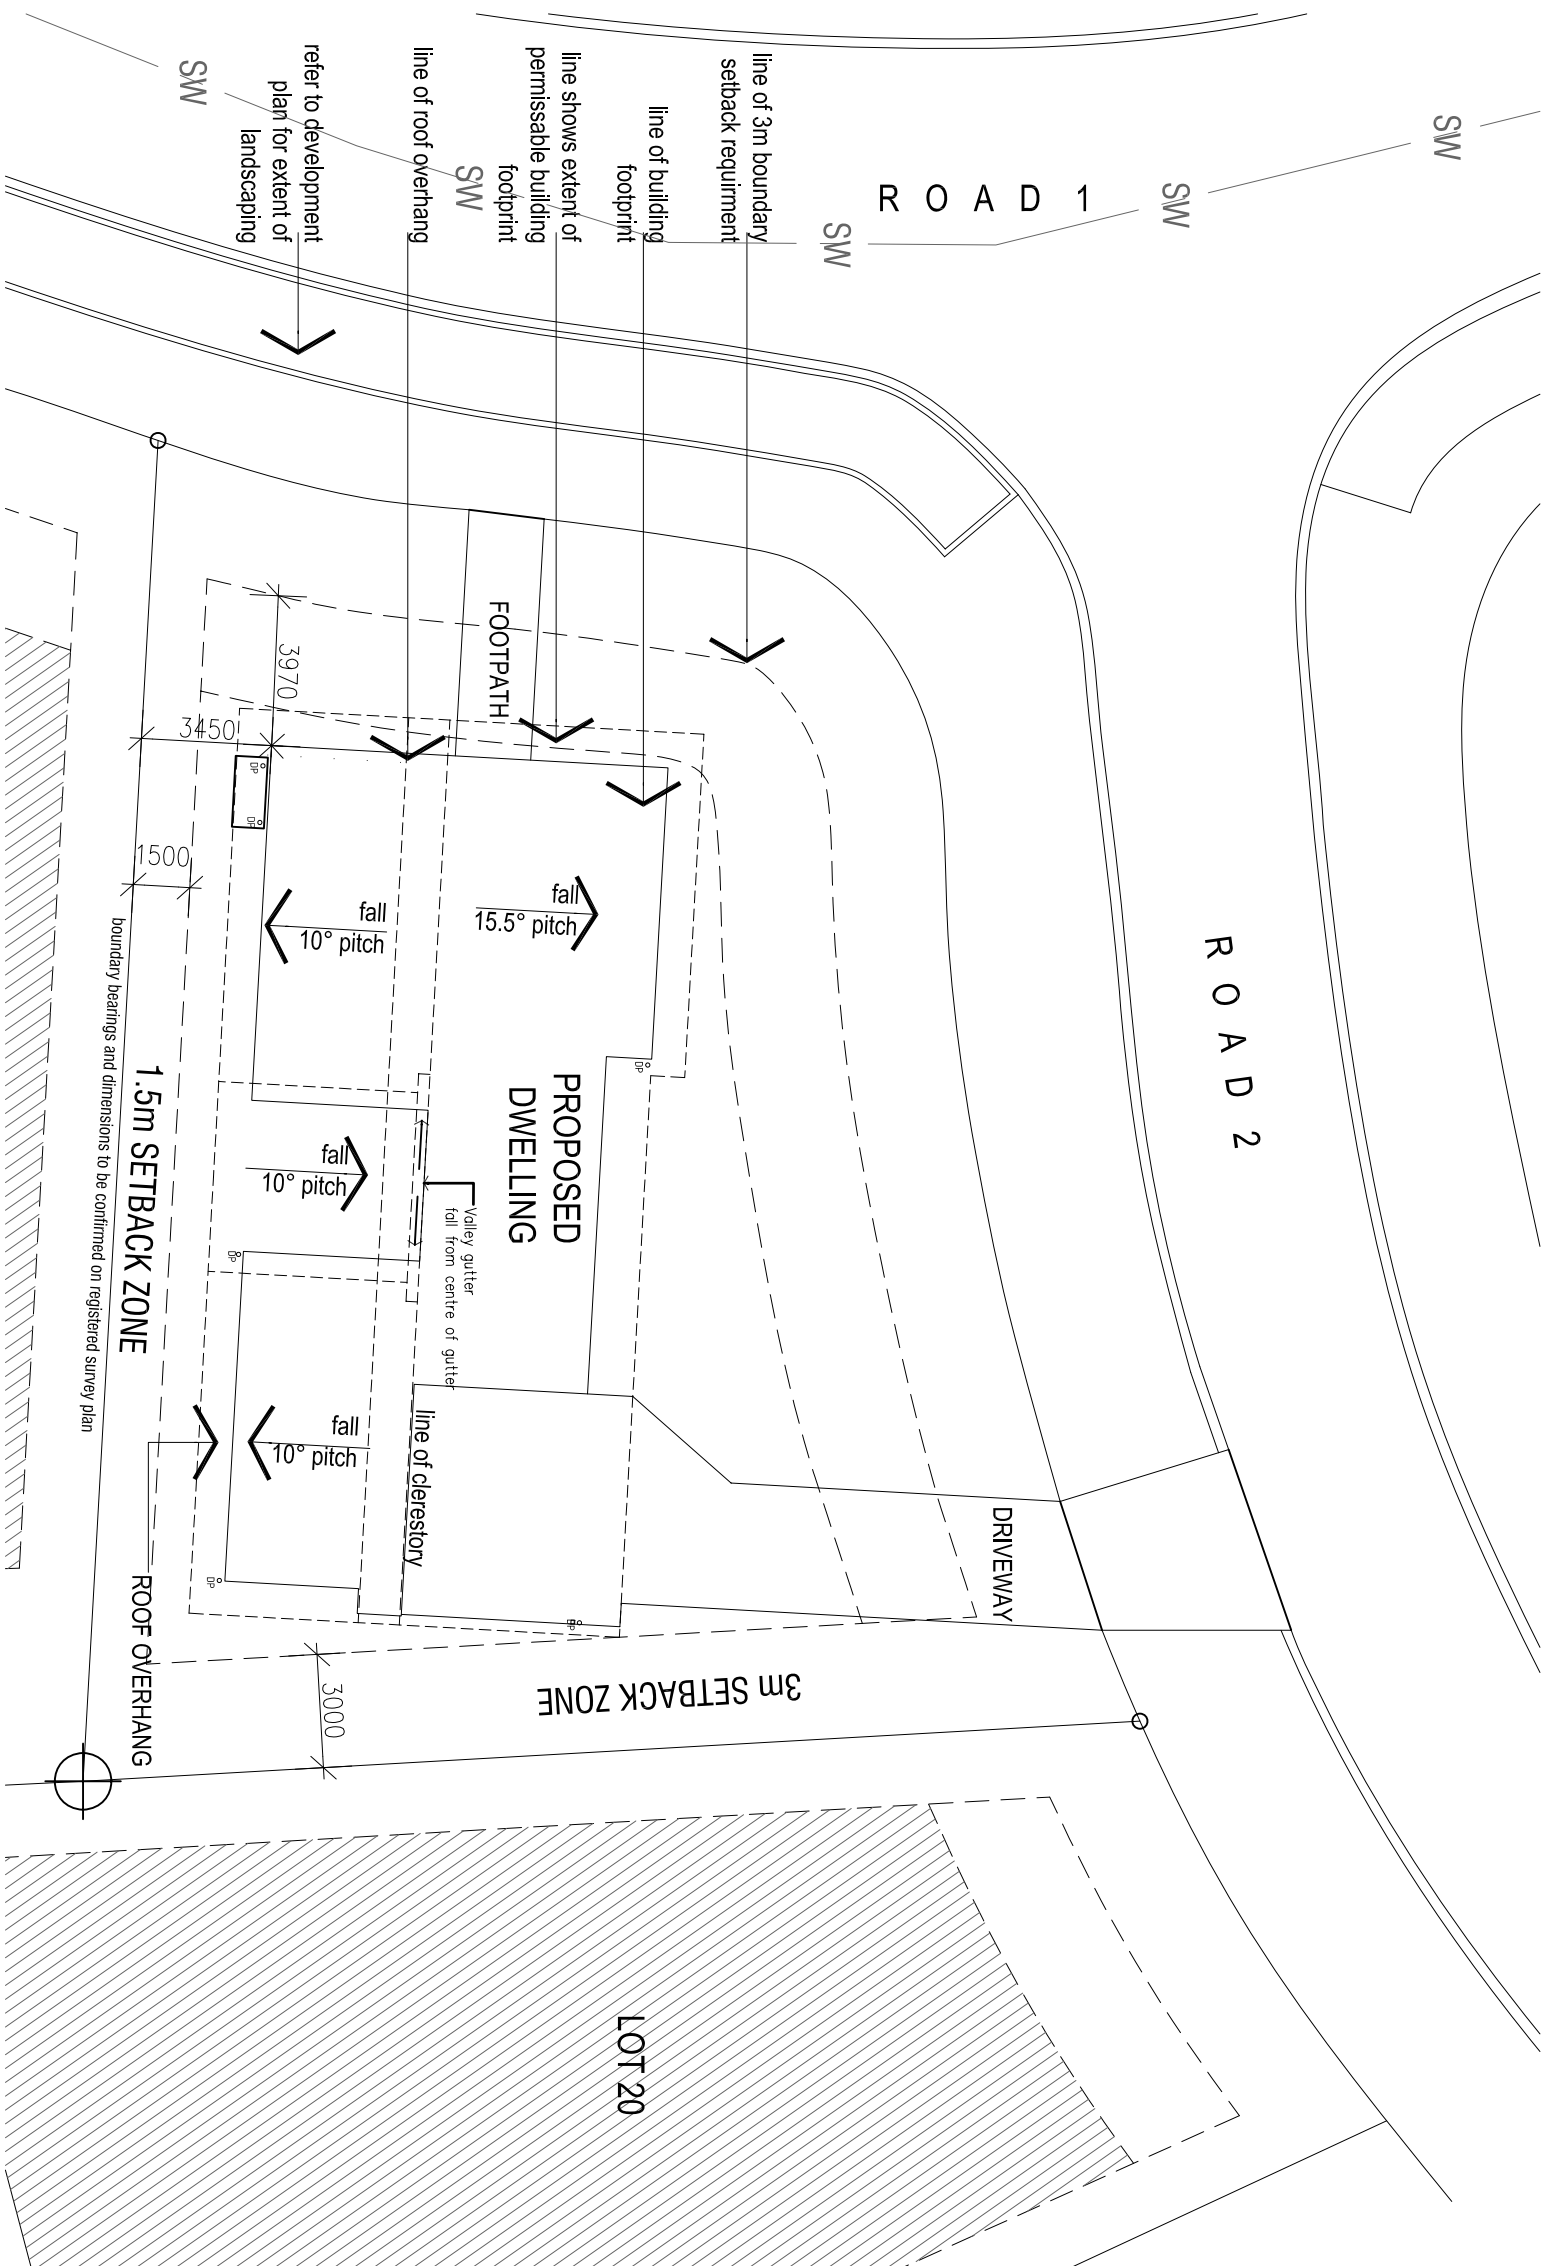 R O A D 1
R O A D 2
SW
SW
SW
SW
SW
line of 3m boundary
setback requirment
line of building
footprint
line shows extent of
permissable building
footprint
line of roof overhang
refer to development
plan for extent of
landscaping
FOOTPATH
3970
3450
1500
DP
DP
fall
15.5° pitch
fall
10° pitch
DP
PROPOSED
DWELLING
fall
10° pitch
Valley gutter
fall from centre of gutter
DP
fall
10° pitch
line of clerestory
DP
DP
boundary bearings and dimensions to be confirmed on registered survey plan
1.5m SETBACK ZONE
ROOF OVERHANG
DRIVEWAY
3m SETBACK ZONE
3000
LOT 20